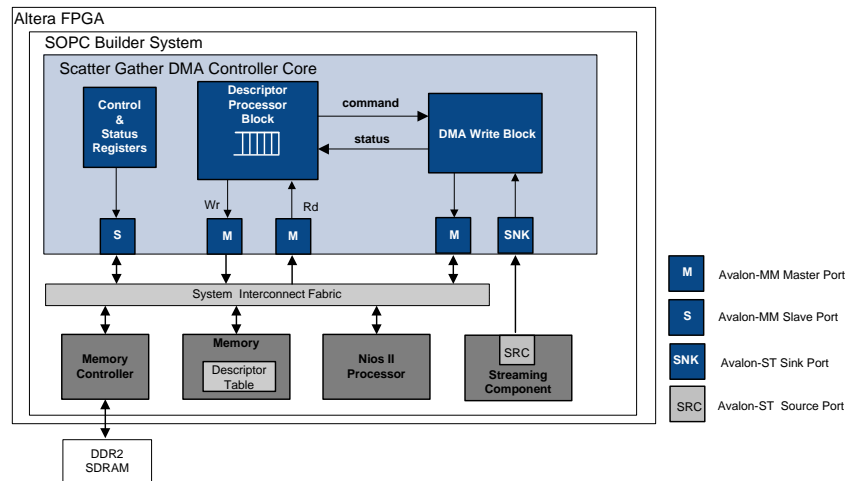 Altera FPGA
SOPC Builder System
Scatter Gather DMA Controller Core
Control
&
Status
Registers
Descriptor
Processor
Block
command
status
DMA Write Block
Wr
Rd
S
M
M
M
SNK
System Interconnect Fabric
Memory
Controller
Memory
Descriptor
Table
Nios II
Processor
SRC
Streaming
Component
DDR2
SDRAM
M
Avalon-MM Master Port
S
Avalon-MM Slave Port
SNK
Avalon-ST Sink Port
SRC
Avalon-ST Source Port